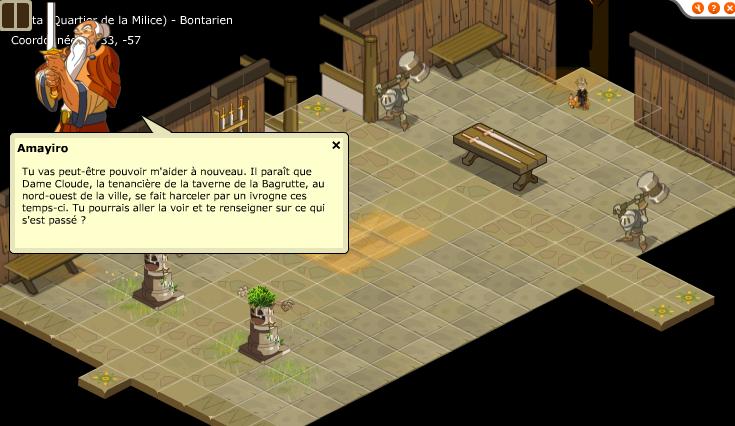 (Quartier de la Milice) - Bontarien
-57
Amayiro
Tu vas peut-être pouvoir m'aider à nouveau. Il paraît que
Dame Cloude, la tenancière de la taverne de la Bagrutte, au
nord-ouest de la ville, se fait harceler par un ivrogne ces
temps-ci. Tu pourrais aller la voir et te renseigner sur ce qui
s'est passé ?